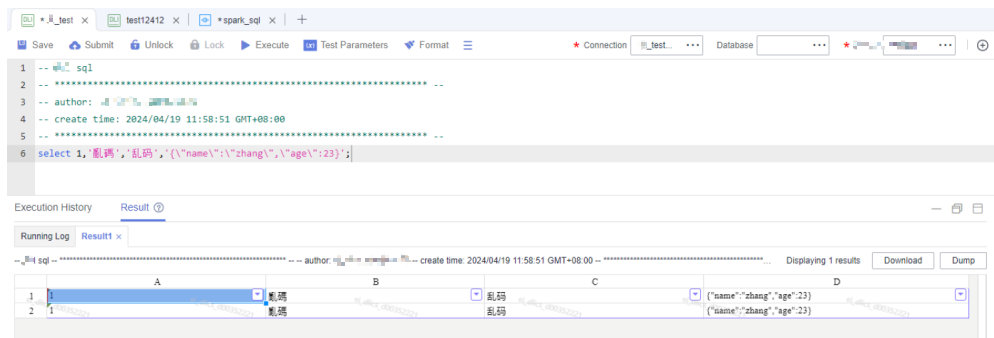 _test × test12412 × *spark_sql × +
Save Submit Unlock Lock Execute Test Parameters Format * Connection _test... ... Database ... * ...
1 --  sql
2 -- ********************************************************************** --
3 -- author:
4 -- create time: 2024/04/19 11:58:51 GMT+08:00
5 -- ********************************************************************** --
6 select 1,'亂碼','乱码','{\"name\":\"zhang\",\"age\":23}';
Execution History Result
Running Log Result1 ×
sql -- ********************************************************************** -- -- author: -- create time: 2024/04/19 11:58:51 GMT+08:00 -- **************************************************... Displaying 1 results Download Dump
A B C D
1 1 亂碼 乱码 {"name":"zhang","age":23}
2 1 亂碼 乱码 {"name":"zhang","age":23}